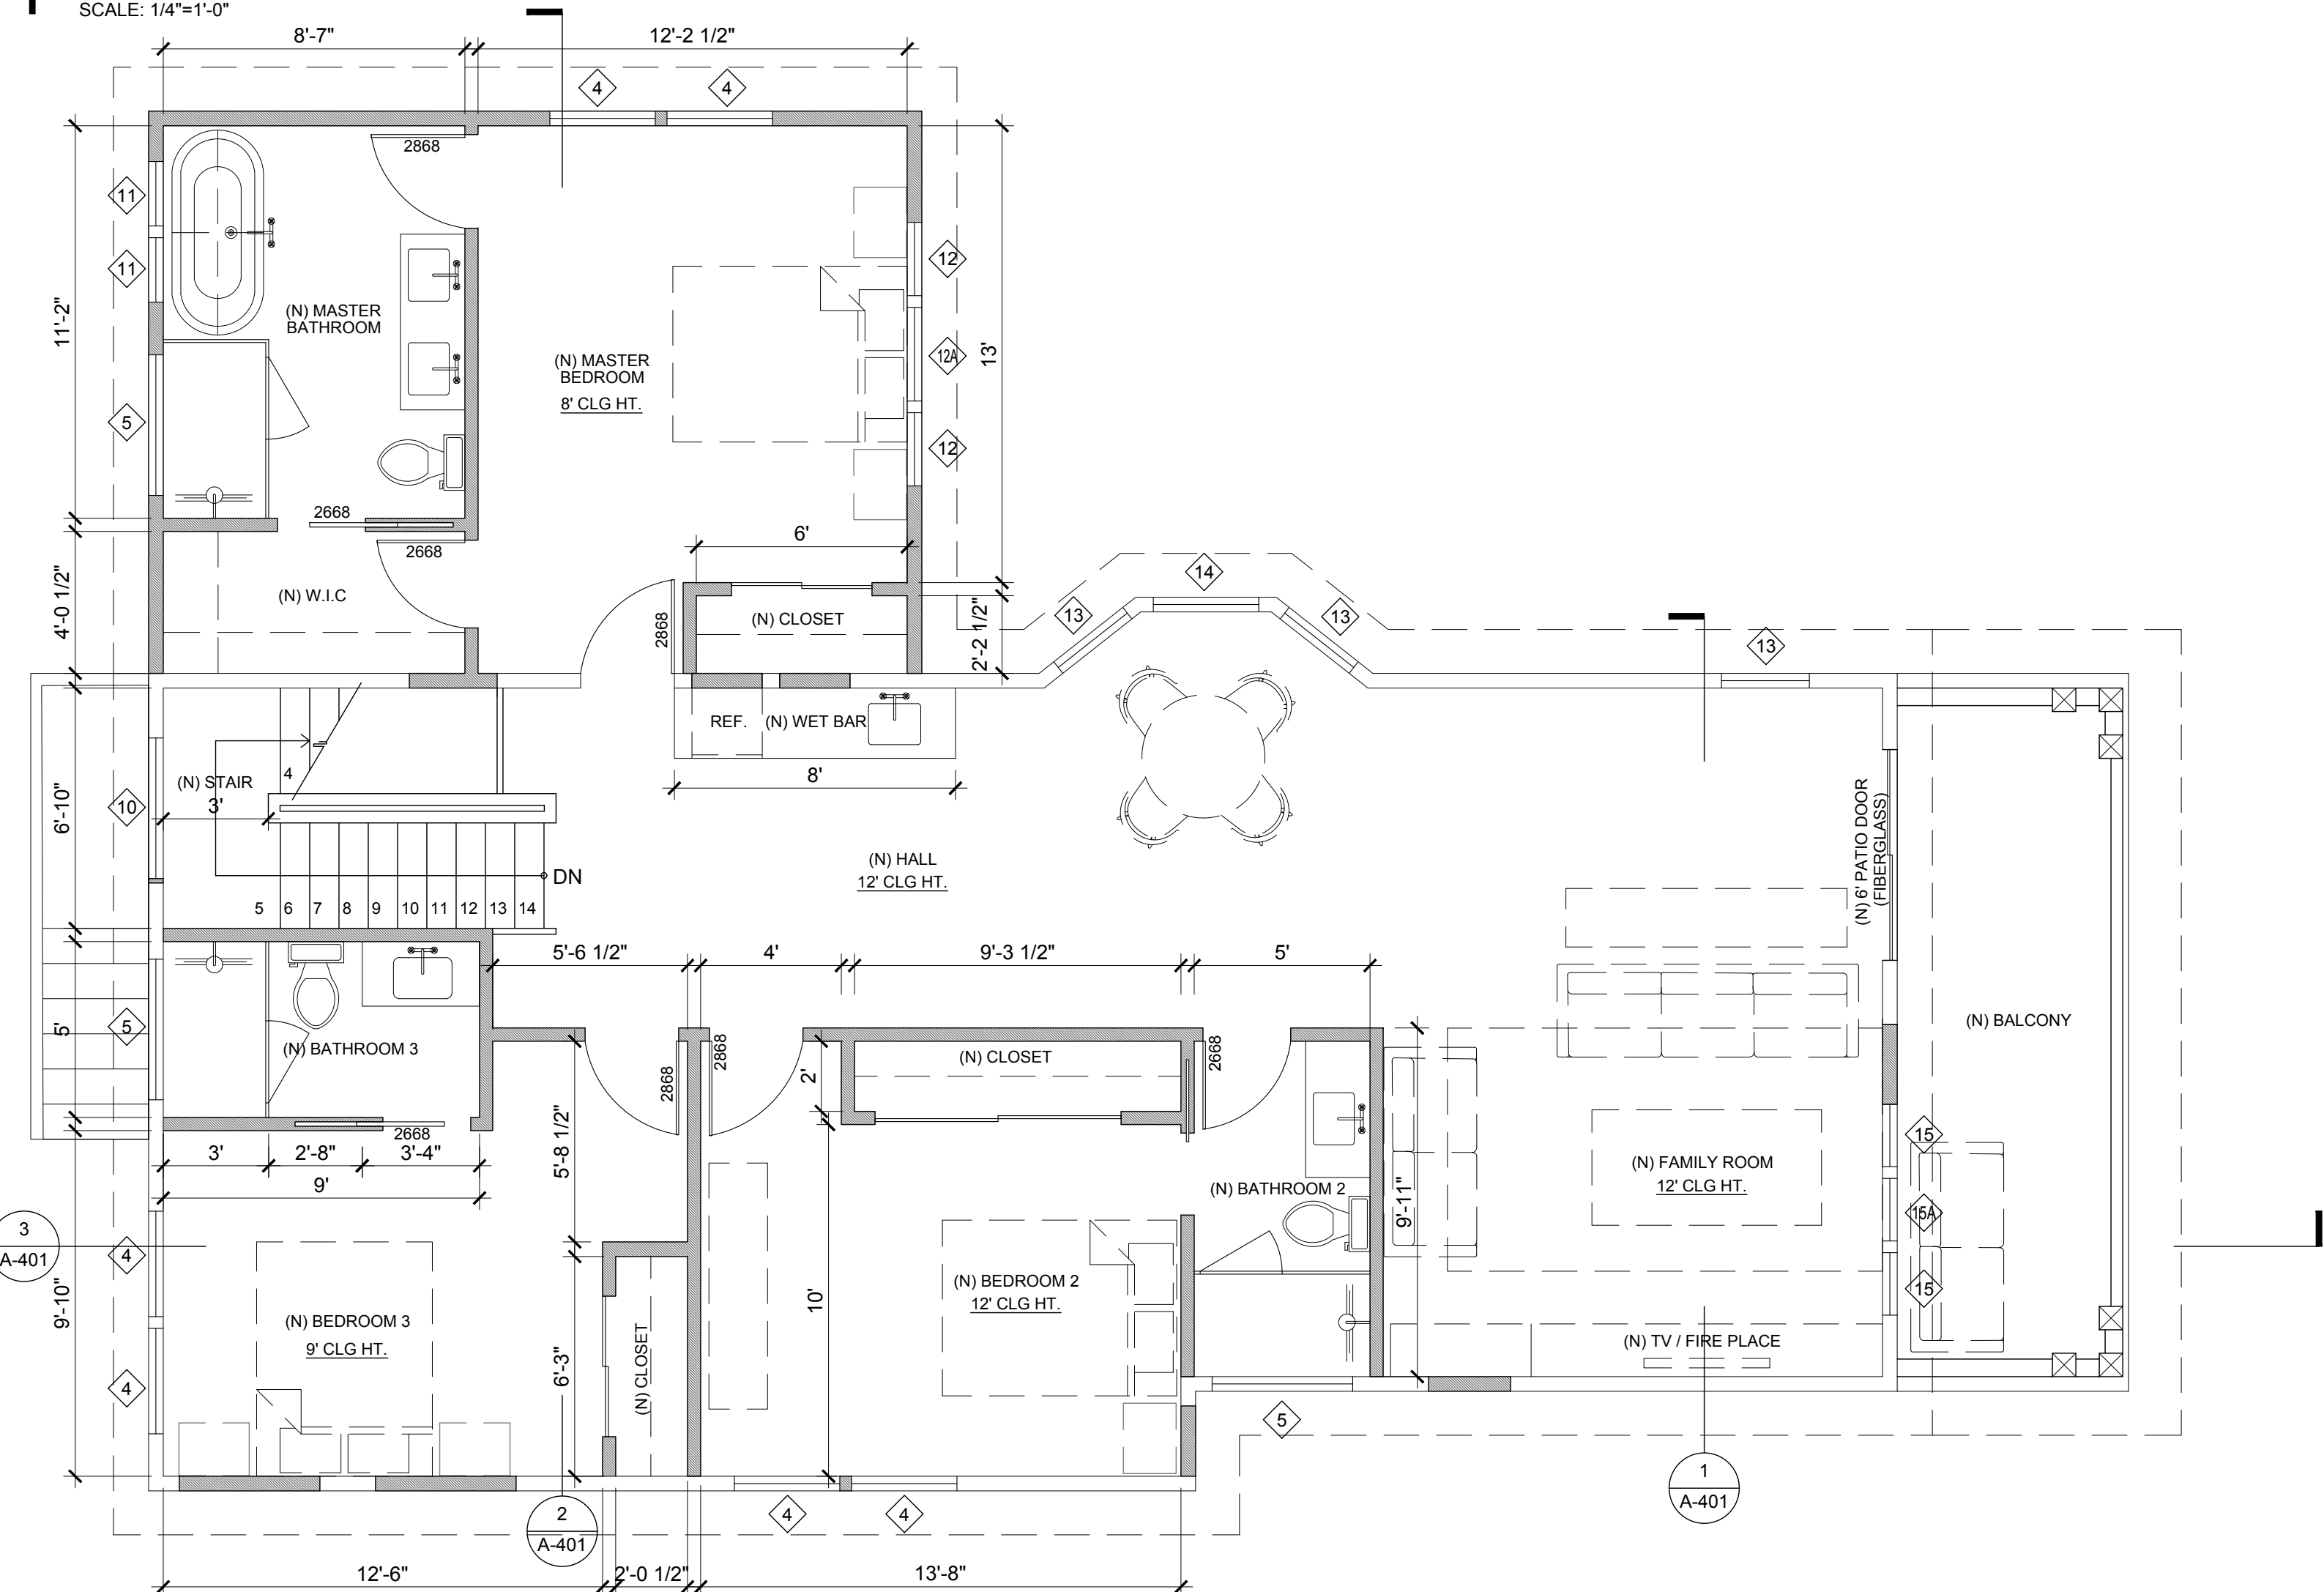 SCALE: 1/4"=1'-0"
8'-7"
12'-2 1/2"
4
4
2868
11
11
11'-2"
(N) MASTER
BATHROOM
12
12A
12
13'
(N) MASTER
BEDROOM
8' CLG HT.
5
2668
2668
6'
4'-0 1/2"
(N) W.I.C
2868
(N) CLOSET
2'-2 1/2"
13
14
13
13
REF.
(N) WET BAR
8'
(N) STAIR
3'
4
10
6'-10"
DN
5
6
7
8
9
10
11
12
13
14
(N) HALL
12' CLG HT.
(N) 6' PATIO DOOR
(FIBERGLASS)
5'-6 1/2"
4'
9'-3 1/2"
5'
(N) BALCONY
5'
5
(N) BATHROOM 3
2868
2868
2'
(N) CLOSET
2668
2668
3'
2'-8"
3'-4"
9'
5'-8 1/2"
(N) BATHROOM 2
9'-11"
(N) FAMILY ROOM
12' CLG HT.
15
15A
15
3
A-401
4
9'-10"
4
(N) BEDROOM 3
9' CLG HT.
6'-3"
(N) CLOSET
10'
(N) BEDROOM 2
12' CLG HT.
(N) TV / FIRE PLACE
5
1
A-401
2
A-401
4
4
12'-6"
2'-0 1/2"
13'-8"